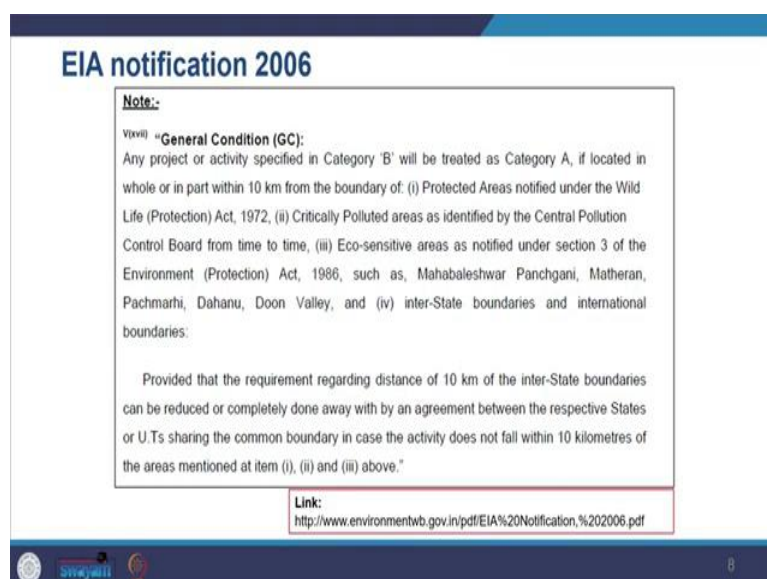 EIA notification 2006
Note:-
V(xvii) "General Condition (GC):
Any project or activity specified in Category 'B' will be treated as Category A, if located in
whole or in part within 10 km from the boundary of: (i) Protected Areas notified under the Wild
Life (Protection) Act, 1972, (ii) Critically Polluted areas as identified by the Central Pollution
Control Board from time to time, (iii) Eco-sensitive areas as notified under section 3 of the
Environment (Protection) Act, 1986, such as, Mahabaleshwar Panchgani, Matheran,
Pachmarhi, Dahanu, Doon Valley, and (iv) inter-State boundaries and international
boundaries:
Provided that the requirement regarding distance of 10 km of the inter-State boundaries
can be reduced or completely done away with by an agreement between the respective States
or U.Ts sharing the common boundary in case the activity does not fall within 10 kilometres of
the areas mentioned at item (i), (ii) and (iii) above."
Link:
http://www.environmentwb.gov.in/pdf/EIA%20Notification,%202006.pdf
swayam
8